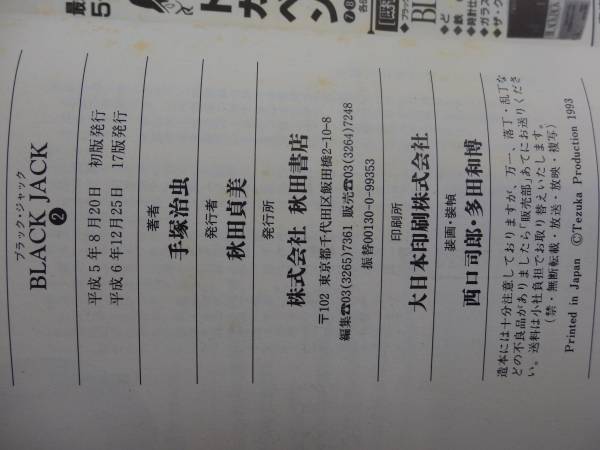 ブラック・ジャック
BLACK JACK
❷
平成5年8月20日 初版発行
平成6年12月25日 17版発行
著者
手塚治虫
発行者
秋田貞美
発行所
株式会社 秋田書店
〒102 東京都千代田区飯田橋2-10-8
編集☎03(3265)7361 販売☎03(3264)7248
振替00130-0-99353
印刷所
大日本印刷株式会社
装画・装幀
西口司郎・多田和博
造本には十分注意しておりますが、万一、落丁・乱丁な
どの不良品がありましたら「販売部」あてにお送りくださ
い。送料は小社負担でお取り替えいたします。
(禁・無断転載・放送・放映・複写)
Printed in Japan ©Tezuka Production 1993